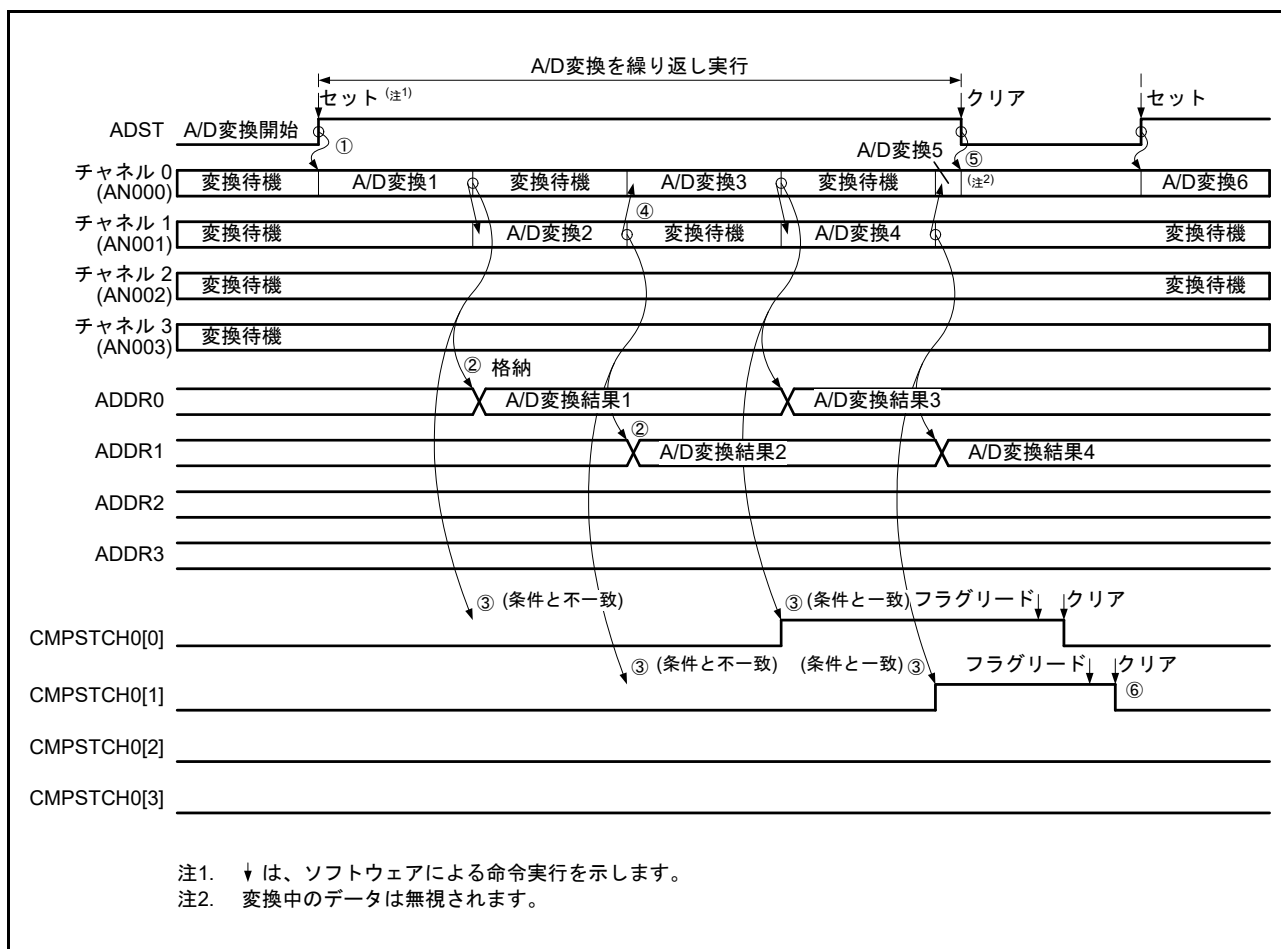 A/D変換を繰り返し実行
セット (注1)
クリア
セット
ADST
A/D変換開始
①
A/D変換5
⑤
チャネル 0
(AN000)
変換待機
A/D変換1
変換待機
A/D変換3
変換待機
(注2)
A/D変換6
④
チャネル 1
(AN001)
変換待機
A/D変換2
変換待機
A/D変換4
変換待機
チャネル 2
(AN002)
変換待機
変換待機
チャネル 3
(AN003)
変換待機
② 格納
ADDR0
A/D変換結果1
A/D変換結果3
②
ADDR1
A/D変換結果2
A/D変換結果4
ADDR2
ADDR3
③ (条件と不一致)
③ (条件と一致)
フラグリード
クリア
CMPSTCH0[0]
③ (条件と不一致)
(条件と一致) ③
フラグリード
クリア
CMPSTCH0[1]
⑥
CMPSTCH0[2]
CMPSTCH0[3]
注1. は、ソフトウェアによる命令実行を示します。
注2. 変換中のデータは無視されます。